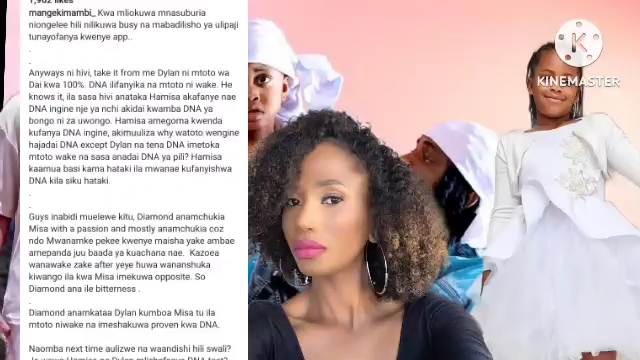 1,962 likes
mangekimambi_ Kwa mliokuwa mnasuburia
niongelee hili nilikuwa busy na mabadilisho ya ulipaji
tunayofanya kwenye app..
.
.
Anyways ni hivi, take it from me Dylan ni mtoto wa
Dai kwa 100%. DNA ilifanyika na mtoto ni wake. He
knows it, ila sasa hivi anataka Hamisa akafanye nae
DNA ingine nje ya nchi akidai kwamba DNA ya
bongo ni za uwongo. Hamisa amegoma kwenda
kufanya DNA ingine, akimuuliza why watoto wengine
hajadai DNA except Dylan na tena DNA imetoka
mtoto wake na sasa anadai DNA ya pili? Hamisa
kaamua basi kama hataki ila mwanae kufanyishwa
DNA kila siku hataki.
.
.
Guys inabidi muelewe kitu, Diamond anamchukia
Misa with a passion and mostly anamchukia coz
ndo Mwanamke pekee kwenye maisha yake ambae
amepanda juu baada ya kuachana nae. Kazoea
wanawake zake after yeye huwa wananshuka
kiwango ila kwa Misa imekuwa opposite. So
Diamond ana ile bitterness .
.
Diamond anamkataa Dylan kumboa Misa tu ila
mtoto niwake na imeshakuwa proven kwa DNA.
.
Naomba next time aulizwe na waandishi hili swali?
KINEMASTER